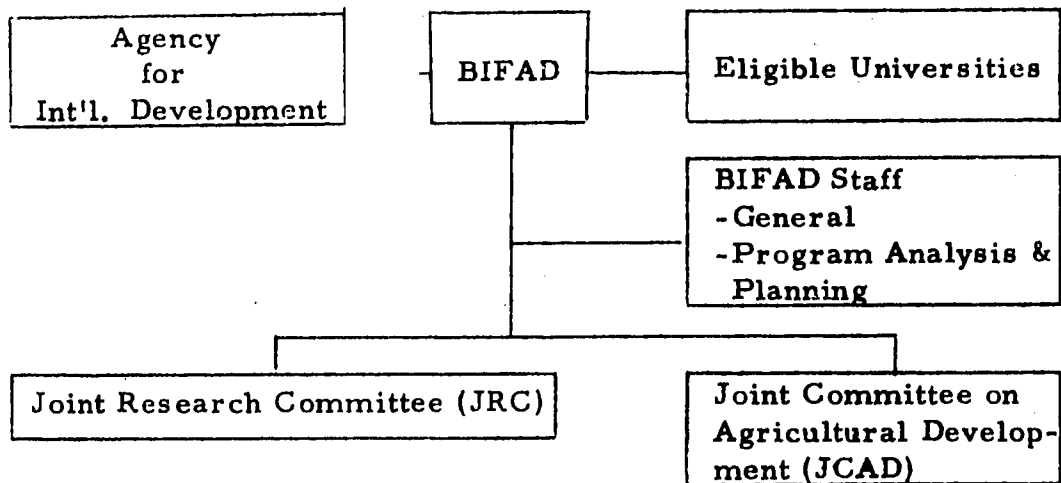 Agency
for
Int'l. Development
BIFAD
Eligible Universities
BIFAD Staff
-General
-Program Analysis &
Planning
Joint Research Committee (JRC)
Joint Committee on
Agricultural Develop-
ment (JCAD)